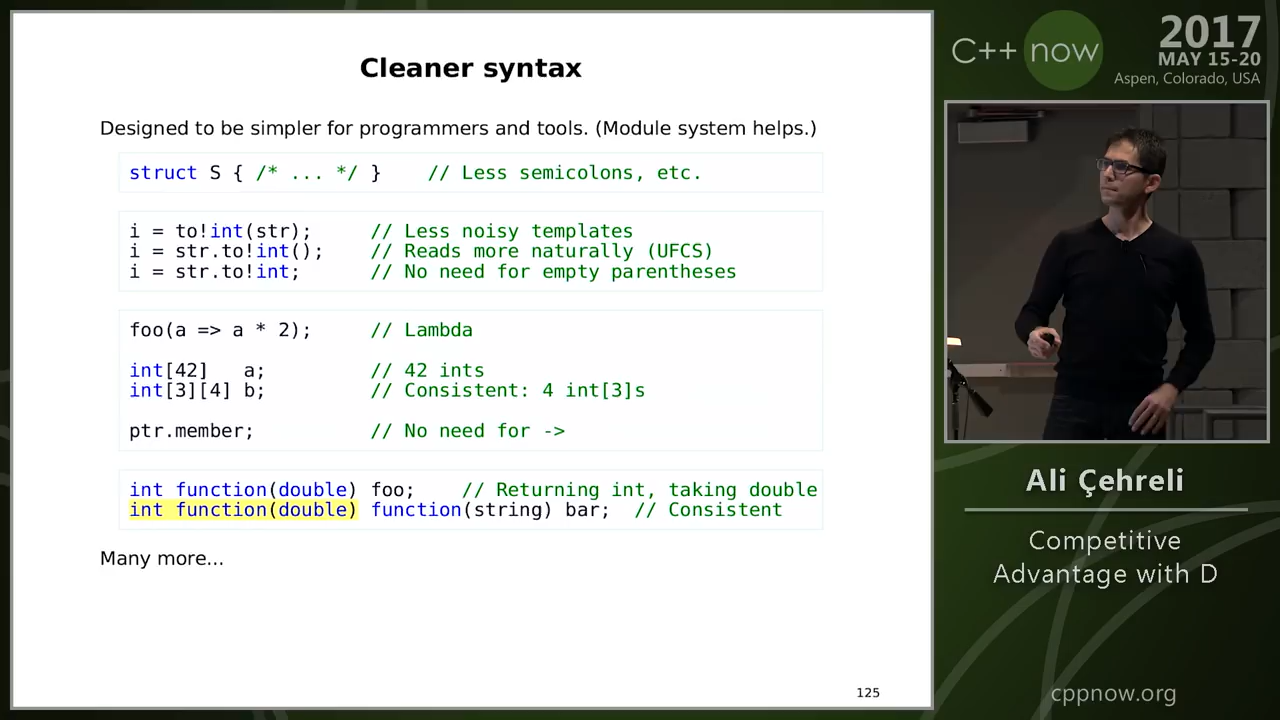 Cleaner syntax
Designed to be simpler for programmers and tools. (Module system helps.)
struct S { /* ... */ }    // Less semicolons, etc.
i = to!int(str);     // Less noisy templates
i = str.to!int();    // Reads more naturally (UFCS)
i = str.to!int;      // No need for empty parentheses
foo(a => a * 2);     // Lambda
int[42]   a;         // 42 ints
int[3][4] b;         // Consistent: 4 int[3]s
ptr.member;          // No need for ->
int function(double) foo;    // Returning int, taking double
int function(double) function(string) bar;  // Consistent
Many more...
125
C++ now
2017
MAY 15-20
Aspen, Colorado, USA
Ali Çehreli
Competitive
Advantage with D
cppnow.org